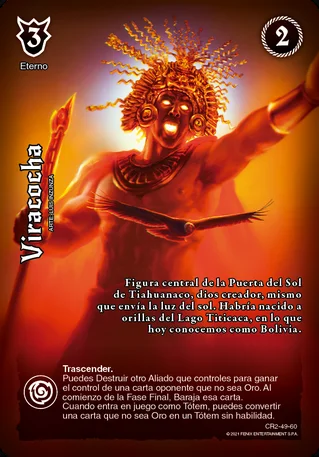 3
2
Eterno
Viracocha
Figura central de la Puerta del Sol
de Tiahuanaco, dios creador, mismo
que envía la luz del sol. Habría nacido a
orillas del Lago Titicaca, en lo que
hoy conocemos como Bolivia.
Trascender.
Puedes Destruir otro Aliado que controles para ganar
el control de una carta oponente que no sea Oro. Al
comienzo de la Fase Final, Baraja esa carta.
Cuando entra en juego como Tótem, puedes convertir
una carta que no sea Oro en un Tótem sin habilidad.
CR2-49-60
© 2021 FENIX ENTERTAINMENT S.P.A.